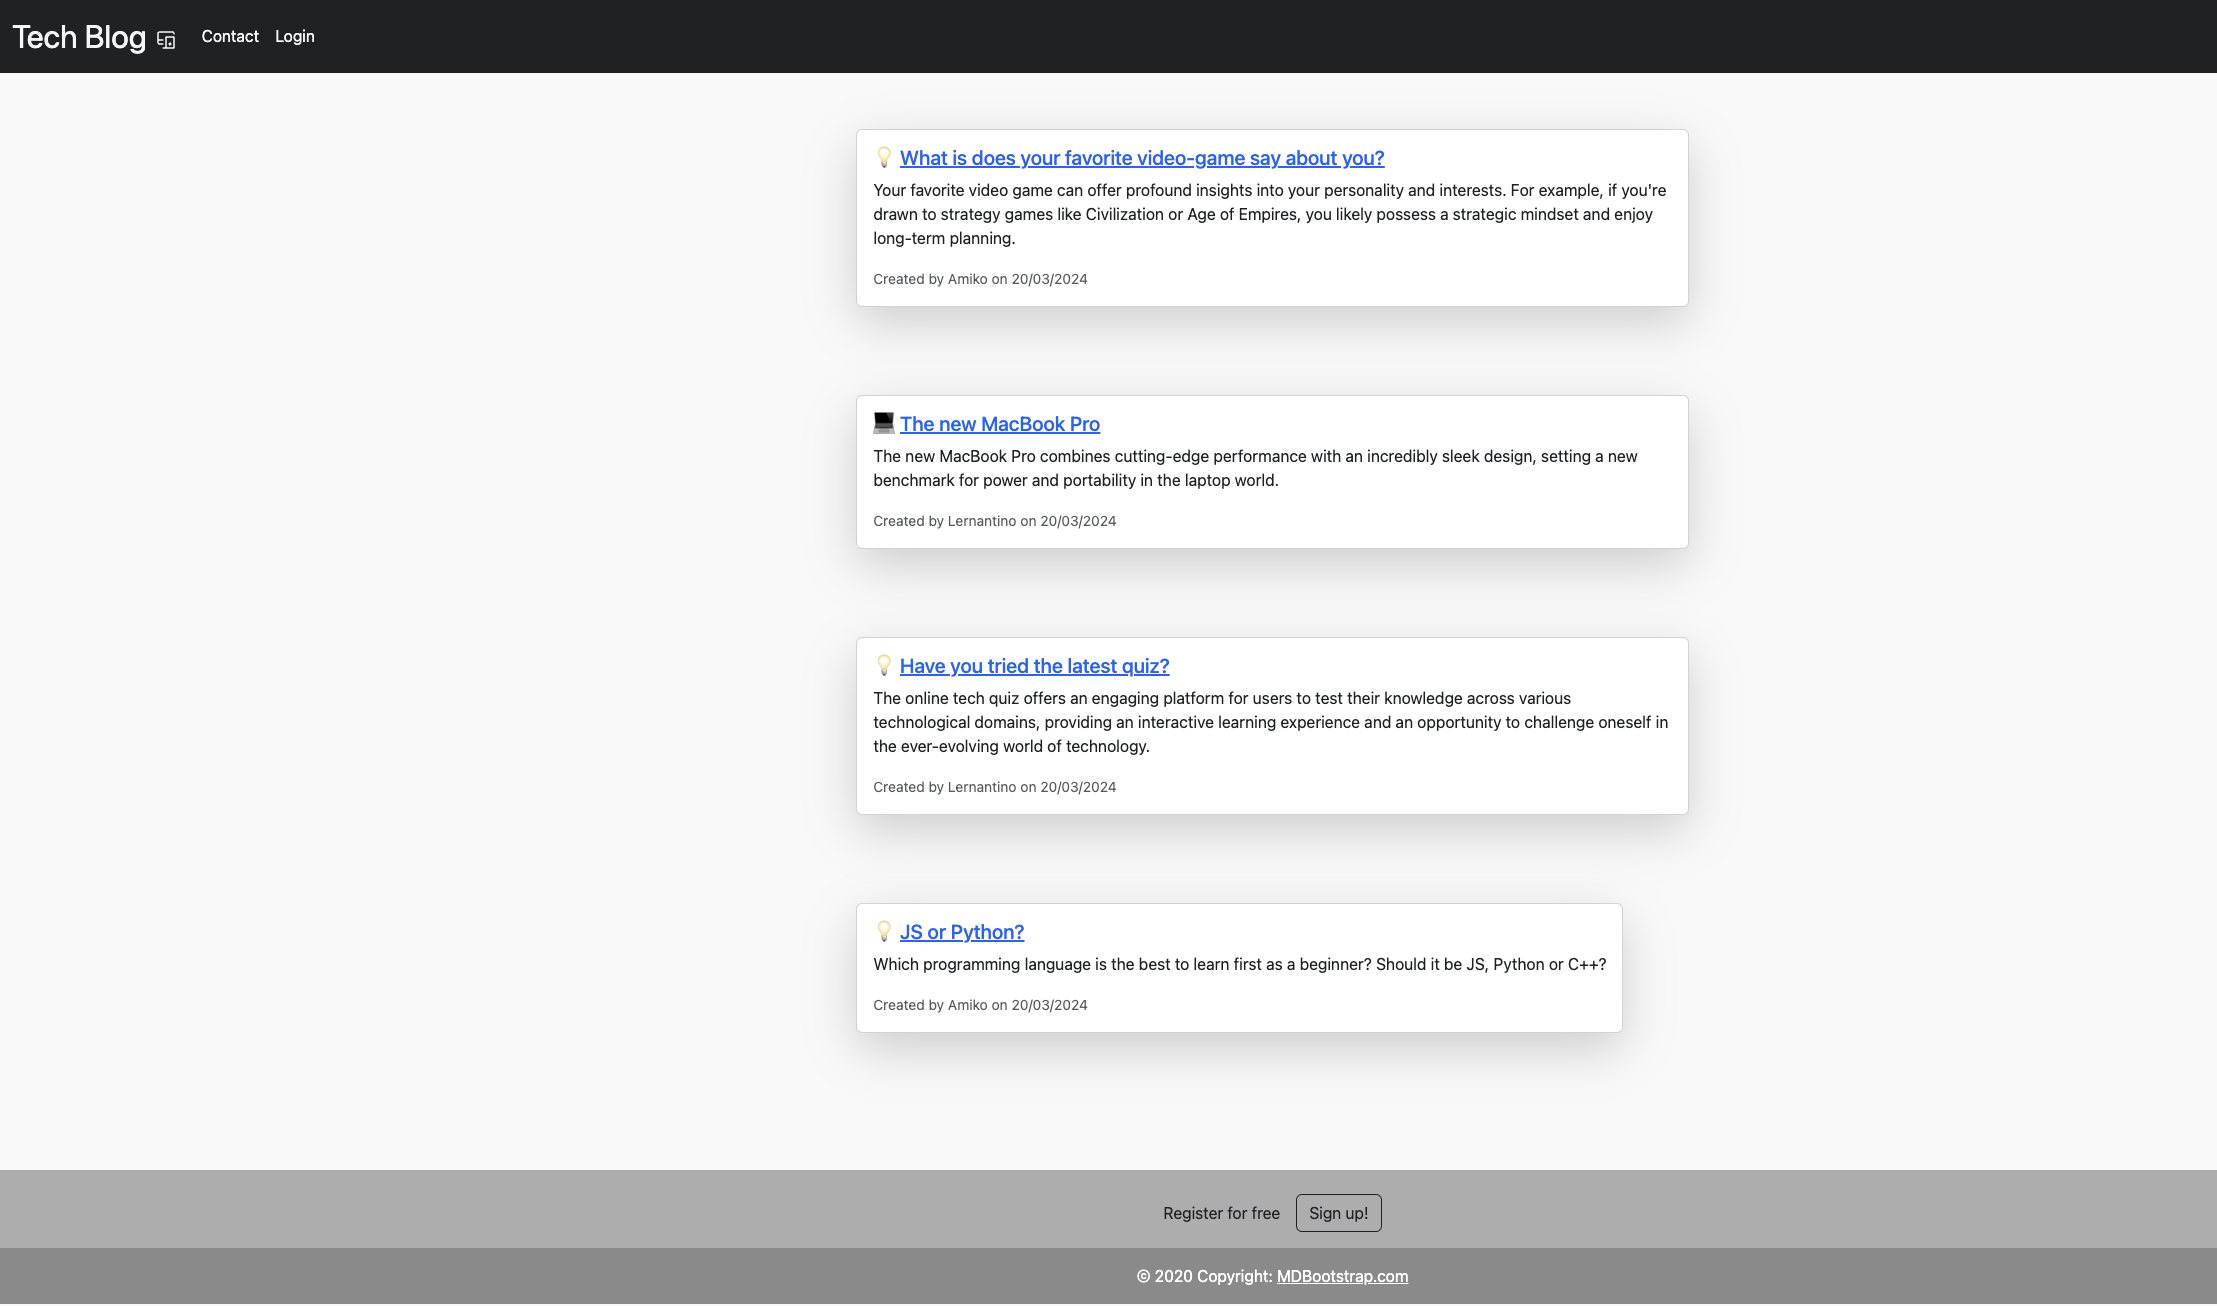 Tech Blog
Contact Login
What is does your favorite video-game say about you?
Your favorite video game can offer profound insights into your personality and interests. For example, if you're
drawn to strategy games like Civilization or Age of Empires, you likely possess a strategic mindset and enjoy
long-term planning.
Created by Amiko on 20/03/2024
The new MacBook Pro
The new MacBook Pro combines cutting-edge performance with an incredibly sleek design, setting a new
benchmark for power and portability in the laptop world.
Created by Lernantino on 20/03/2024
Have you tried the latest quiz?
The online tech quiz offers an engaging platform for users to test their knowledge across various
technological domains, providing an interactive learning experience and an opportunity to challenge oneself in
the ever-evolving world of technology.
Created by Lernantino on 20/03/2024
JS or Python?
Which programming language is the best to learn first as a beginner? Should it be JS, Python or C++?
Created by Amiko on 20/03/2024
Register for free Sign up!
© 2020 Copyright: MDBootstrap.com